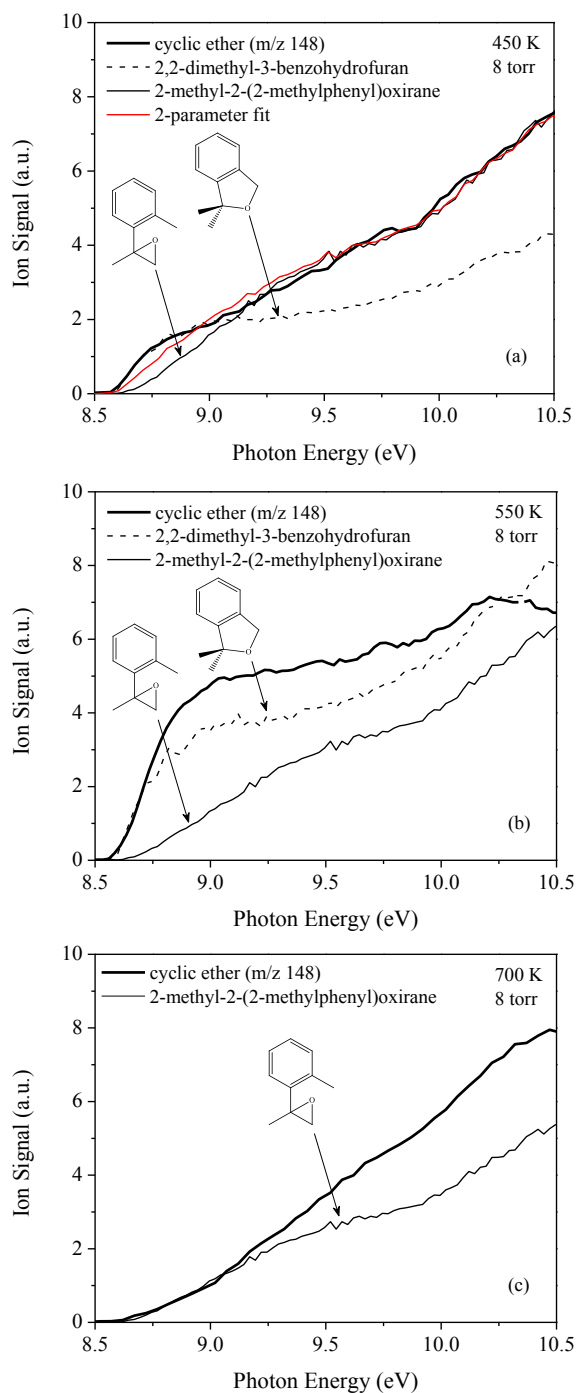 10
8
6
4
2
0
Ion Signal (a.u.)
cyclic ether (m/z 148)
2,2-dimethyl-3-benzohydrofuran
2-methyl-2-(2-methylphenyl)oxirane
2-parameter fit
450 K
8 torr
O
O
(a)
8.5 9.0 9.5 10.0 10.5
Photon Energy (eV)
10
8
6
4
2
0
Ion Signal (a.u.)
cyclic ether (m/z 148)
2,2-dimethyl-3-benzohydrofuran
2-methyl-2-(2-methylphenyl)oxirane
550 K
8 torr
O
O
(b)
8.5 9.0 9.5 10.0 10.5
Photon Energy (eV)
10
8
6
4
2
0
Ion Signal (a.u.)
cyclic ether (m/z 148)
2-methyl-2-(2-methylphenyl)oxirane
700 K
8 torr
O
(c)
8.5 9.0 9.5 10.0 10.5
Photon Energy (eV)